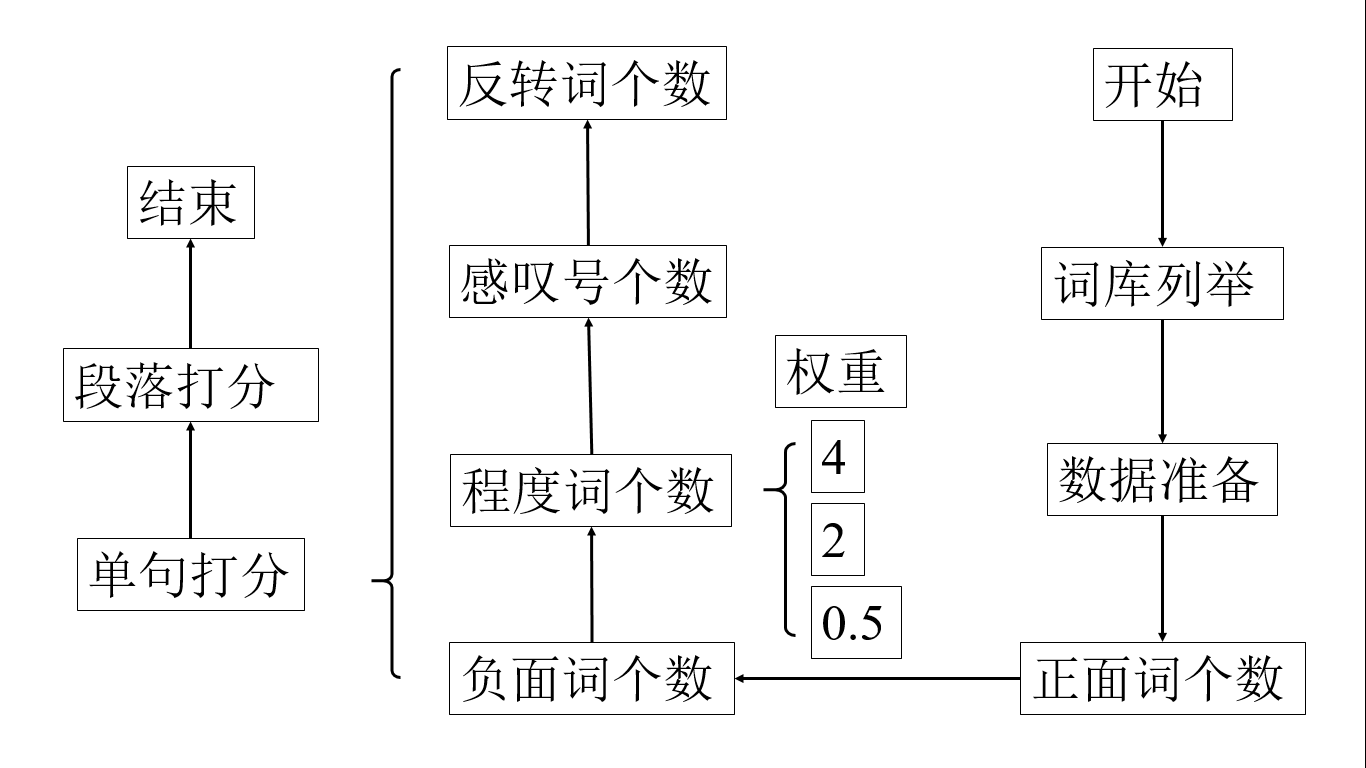 反转词个数
开始
结束
感叹号个数
词库列举
权重
段落打分
4
程度词个数
数据准备
2
单句打分
0.5
负面词个数
正面词个数